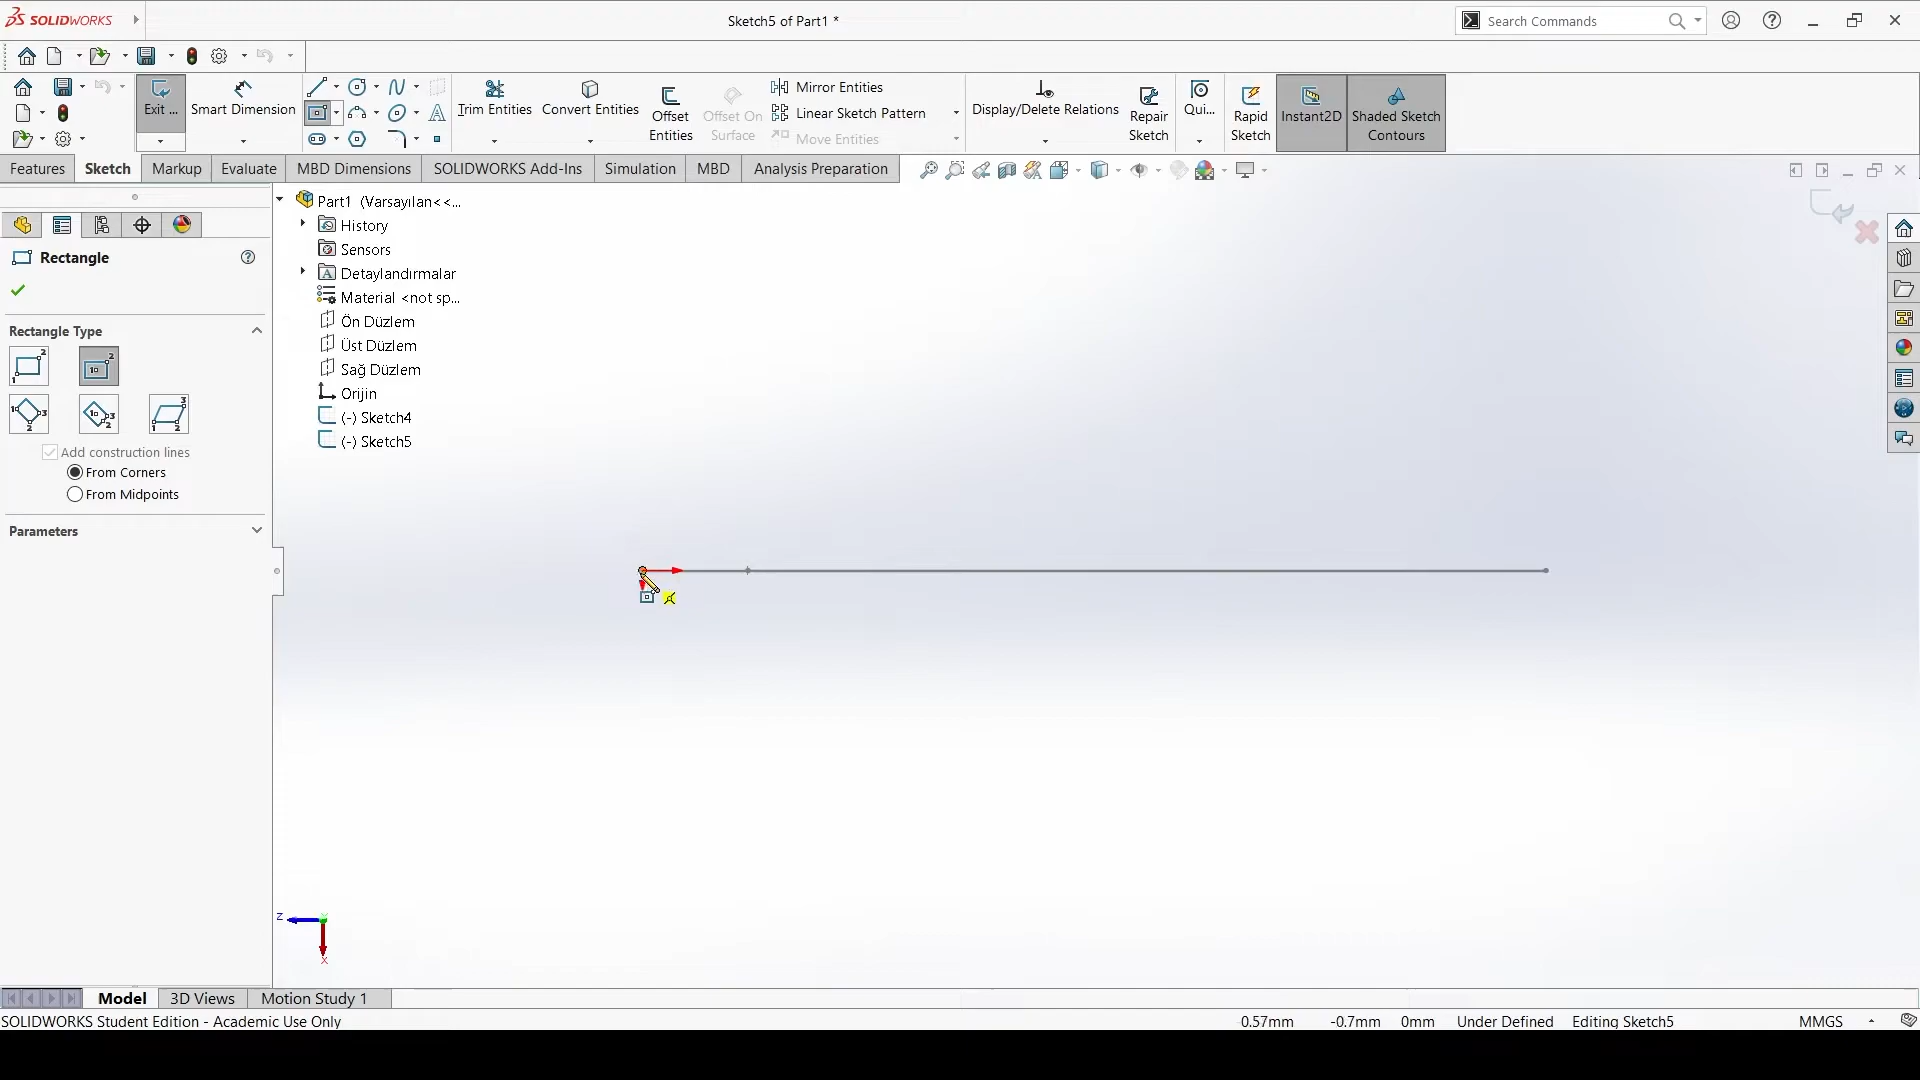 SOLIDWORKS
Sketch5 of Part1 *
Search Commands
Exit ...
Smart Dimension
Trim Entities
Convert Entities
Offset Entities
Offset On Surface
Mirror Entities
Linear Sketch Pattern
Move Entities
Display/Delete Relations
Repair Sketch
Qui...
Rapid Sketch
Instant2D
Shaded Sketch Contours
Features
Sketch
Markup
Evaluate
MBD Dimensions
SOLIDWORKS Add-Ins
Simulation
MBD
Analysis Preparation
Rectangle
Rectangle Type
Add construction lines
From Corners
From Midpoints
Parameters
Part1 (Varsayılan<<...
History
Sensors
Detaylandırmalar
Material <not sp...
Ön Düzlem
Üst Düzlem
Sağ Düzlem
Orijin
(-) Sketch4
(-) Sketch5
Z
X
Model
3D Views
Motion Study 1
SOLIDWORKS Student Edition - Academic Use Only
0.57mm
-0.7mm
0mm
Under Defined
Editing Sketch5
MMGS